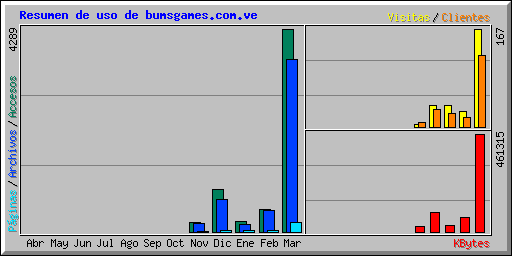 Resumen de uso de bumsgames.com.ve
Visitas/Clientes
4289
167
Páginas/Archivos/Accesos
461315
Abr May Jun Jul Ago Sep Oct Nov Dic Ene Feb Mar
KBytes